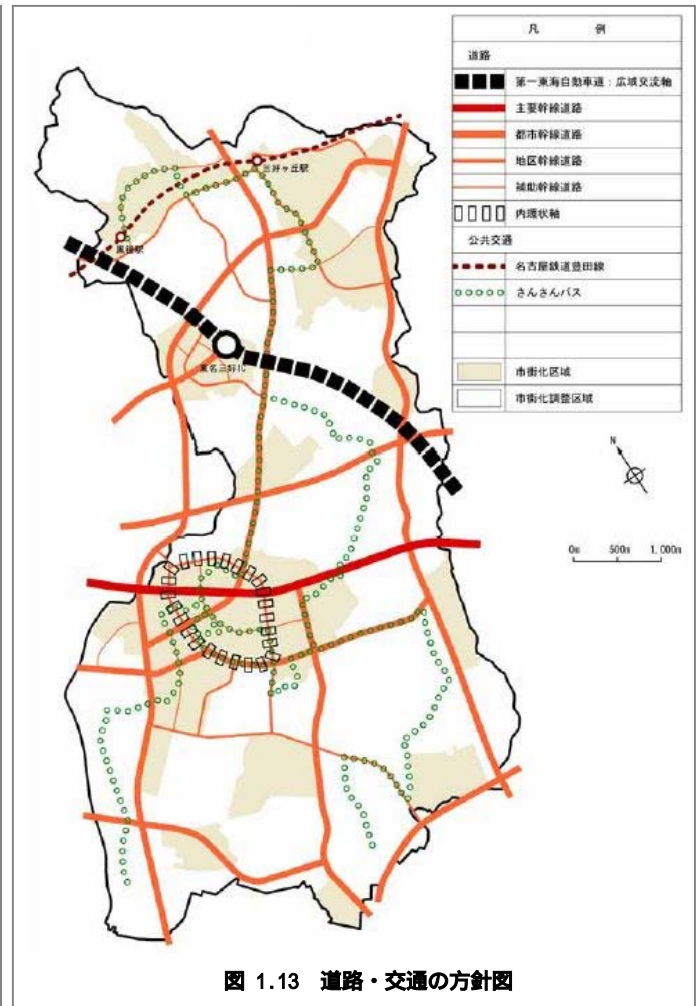 凡 例
道路
第一東海自動車道：広域交流軸
主要幹線道路
都市幹線道路
地区幹線道路
補助幹線道路
内環状軸
公共交通
名古屋鉄道豊田線
さんさんバス
市街化区域
市街化調整区域
三好ヶ丘駅
黒笹駅
東名三好IC
N
0m 500m 1,000m
図 1.13 道路・交通の方針図